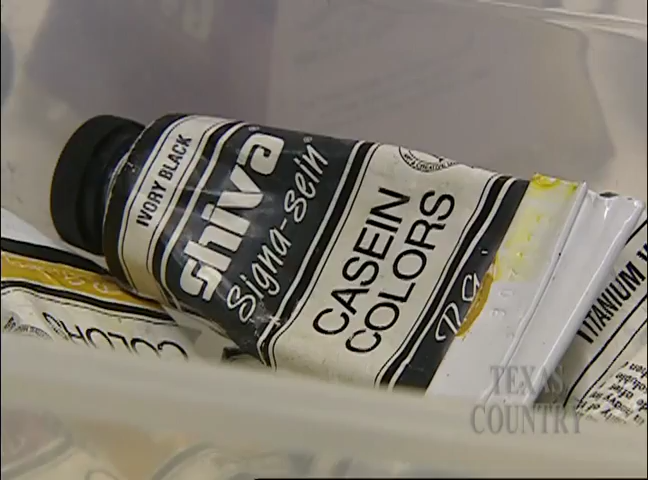 IVORY BLACK
shiva
Signa-sein
CASEIN
COLORS
COLORS
TITANIUM
TEXAS
COUNTRY